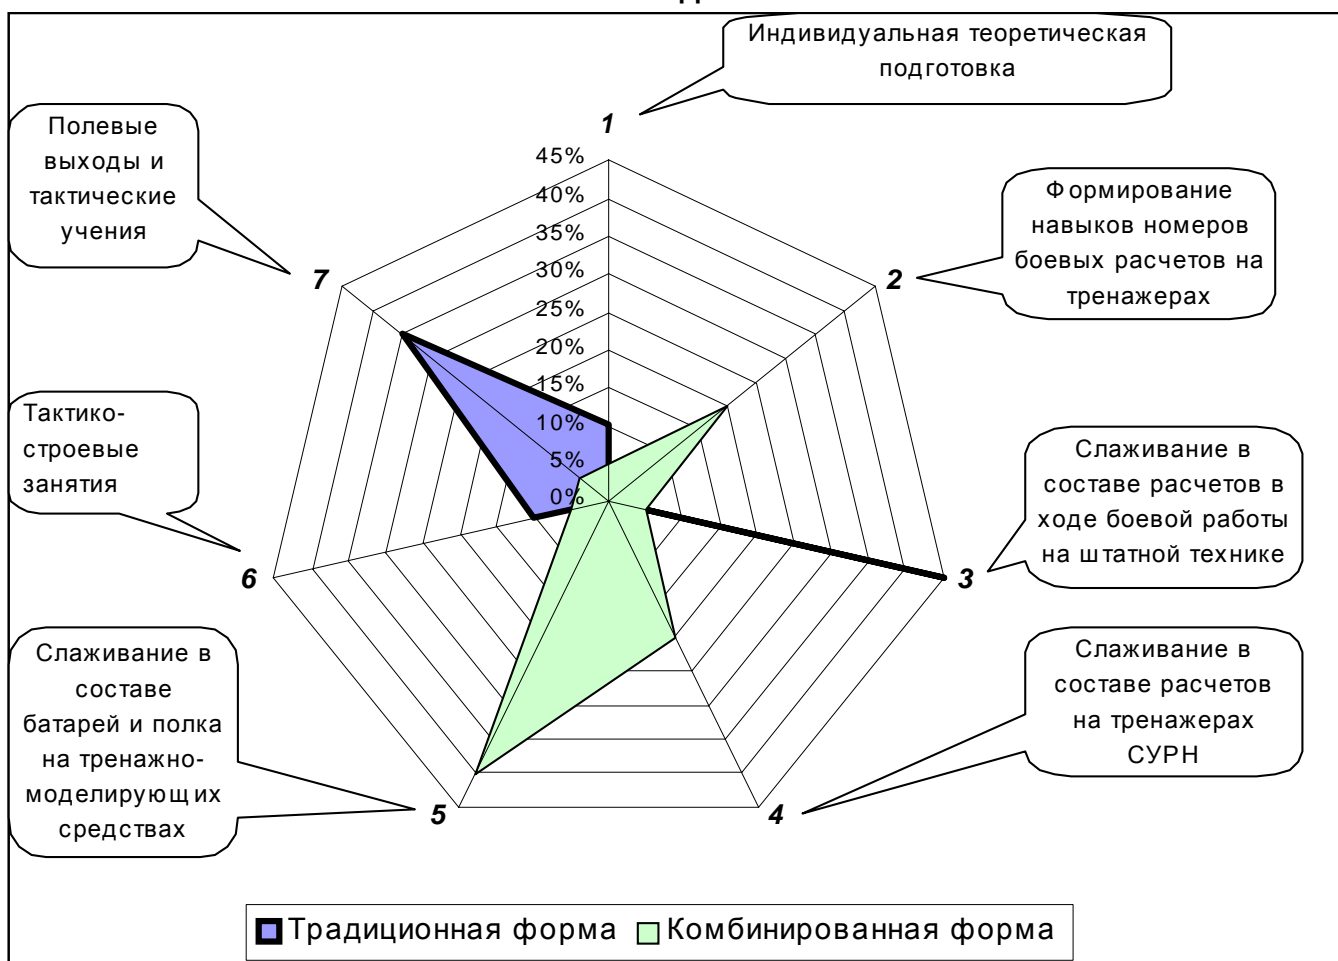 Индивидуальная теоретическая
подготовка
1
Полевые
выходы и
тактические
учения
7
45%
40%
35%
30%
25%
20%
15%
10%
5%
0%
Формирование
навыков номеров
боевых расчетов на
тренажерах
2
Тактико-
строевые
занятия
6
Слаживание в
составе расчетов в
ходе боевой работы
на штатной технике
3
Слаживание в
составе
батарей и полка
на тренажно-
моделирующих
средствах
5
Слаживание в
составе расчетов
на тренажерах
СУРН
4
Традиционная форма
Комбинированная форма